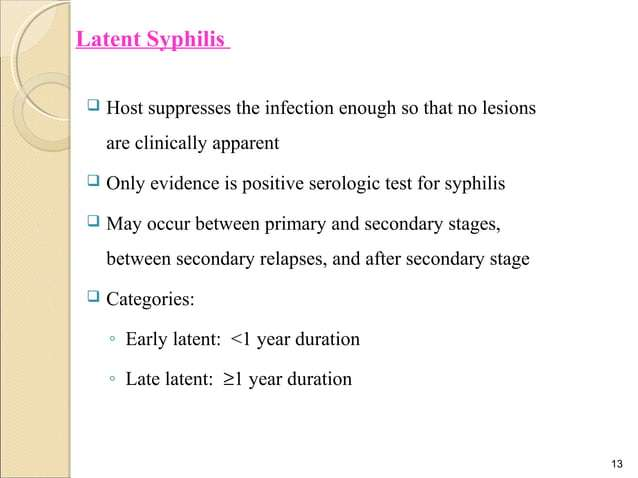 Latent Syphilis
❑ Host suppresses the infection enough so that no lesions
are clinically apparent
❑ Only evidence is positive serologic test for syphilis
❑ May occur between primary and secondary stages,
between secondary relapses, and after secondary stage
❑ Categories:
◦ Early latent: <1 year duration
◦ Late latent: ≥1 year duration
13